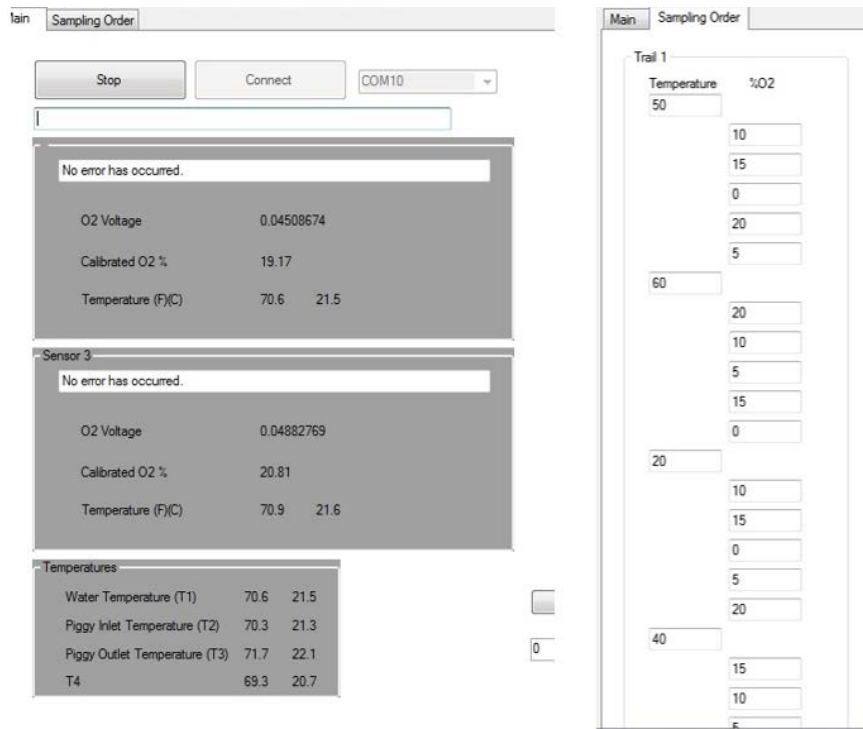 Main Sampling Order
Stop Connect COM10
No error has occurred.
O2 Voltage 0.04508674
Calibrated O2 % 19.17
Temperature (F)(C) 70.6 21.5
Sensor 3
No error has occurred.
O2 Voltage 0.04882769
Calibrated O2 % 20.81
Temperature (F)(C) 70.9 21.6
Temperatures
Water Temperature (T1) 70.6 21.5
Piggy Inlet Temperature (T2) 70.3 21.3
Piggy Outlet Temperature (T3) 71.7 22.1
T4 69.3 20.7
0
Main Sampling Order
Trail 1
Temperature %O2
50
10
15
0
20
5
60
20
10
5
15
0
20
10
15
0
5
20
40
15
10
5